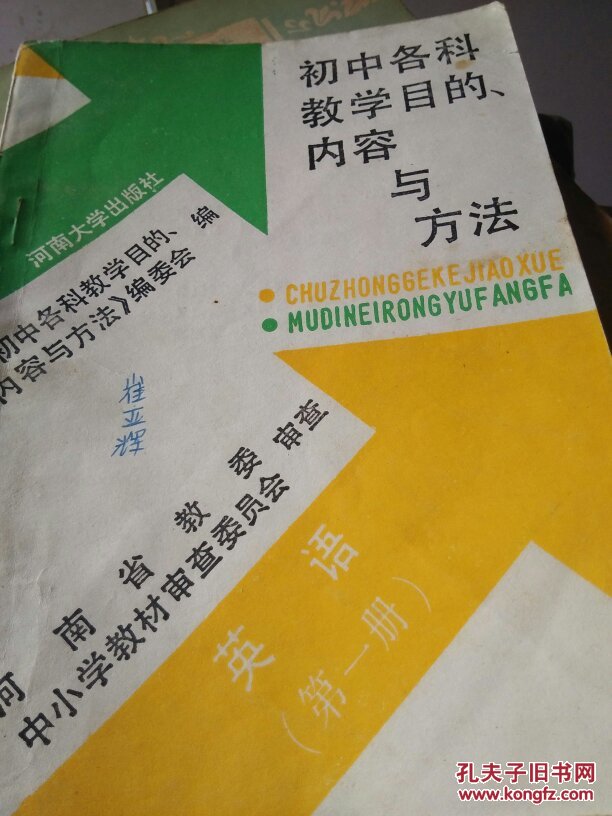 初中各科
教学目的、
内容
与
方法
CHUZHONGGEKEJIAOXUE
MUDINEIRONGYUFANGFA
河南大学出版社
初中各科教学目的、编
内容与方法》编委会
崔亚辉
河南省教委审查
中小学教材审查委员会
英语
(第一册)
孔夫子旧书网
www.kongfz.com